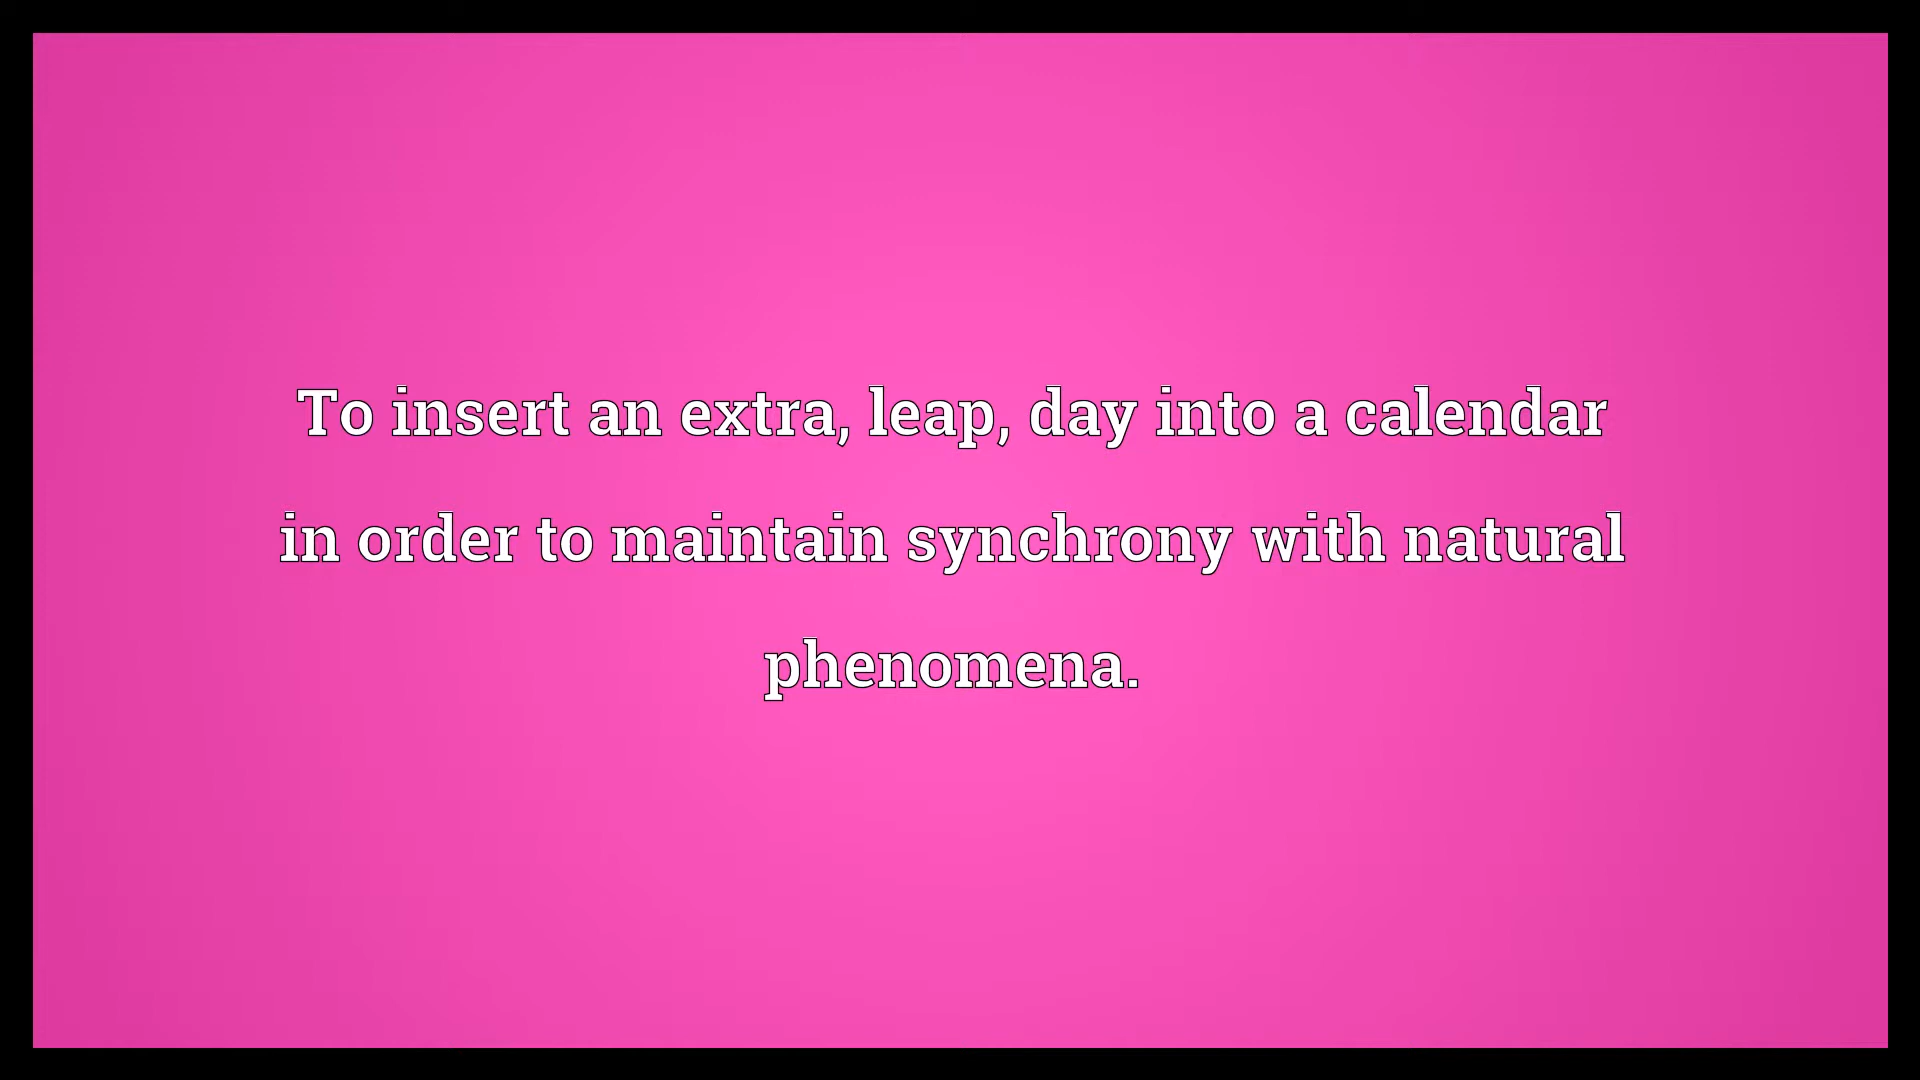 To insert an extra, leap, day into a calendar
in order to maintain synchrony with natural
phenomena.